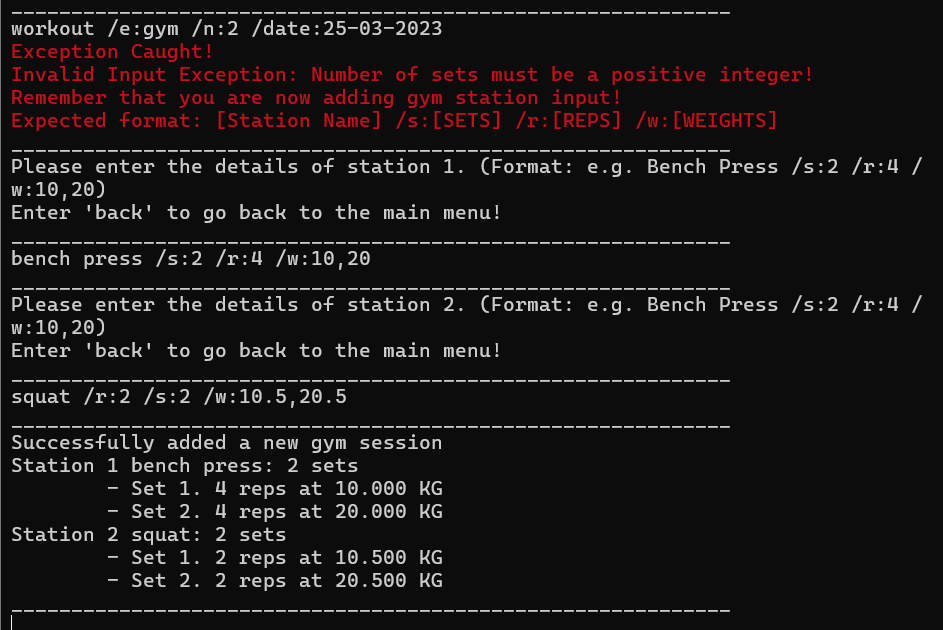 ____________________________________________________________
workout /e:gym /n:2 /date:25-03-2023
Exception Caught!
Invalid Input Exception: Number of sets must be a positive integer!
Remember that you are now adding gym station input!
Expected format: [Station Name] /s:[SETS] /r:[REPS] /w:[WEIGHTS]
____________________________________________________________
Please enter the details of station 1. (Format: e.g. Bench Press /s:2 /r:4 /
w:10,20)
Enter 'back' to go back to the main menu!
____________________________________________________________
bench press /s:2 /r:4 /w:10,20
____________________________________________________________
Please enter the details of station 2. (Format: e.g. Bench Press /s:2 /r:4 /
w:10,20)
Enter 'back' to go back to the main menu!
____________________________________________________________
squat /r:2 /s:2 /w:10.5,20.5
____________________________________________________________
Successfully added a new gym session
Station 1 bench press: 2 sets
        - Set 1. 4 reps at 10.000 KG
        - Set 2. 4 reps at 20.000 KG
Station 2 squat: 2 sets
        - Set 1. 2 reps at 10.500 KG
        - Set 2. 2 reps at 20.500 KG
____________________________________________________________